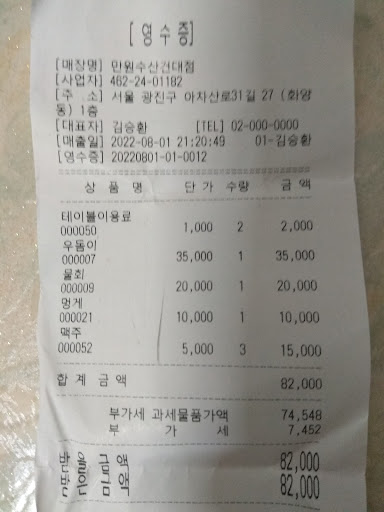 [ 영 수 증 ]
[매장명] 만원수산건대점
[사업자] 462-24-01182
[주 소] 서울 광진구 아차산로31길 27 (화양
동) 1층
[대표자] 김승환 [TEL] 02-000-0000
[매출일] 2022-08-01 21:20:49 01-김승환
[영수증] 20220801-01-0012
상 품 명 단 가 수량 금 액
테이블이용료
000050 1,000 2 2,000
우돔이
000007 35,000 1 35,000
물회
000009 20,000 1 20,000
멍게
000021 10,000 1 10,000
맥주
000052 5,000 3 15,000
합 계 금 액 82,000
부가세 과세물품가액 74,548
부 가 세 7,452
받을금액 82,000
받은금액 82,000